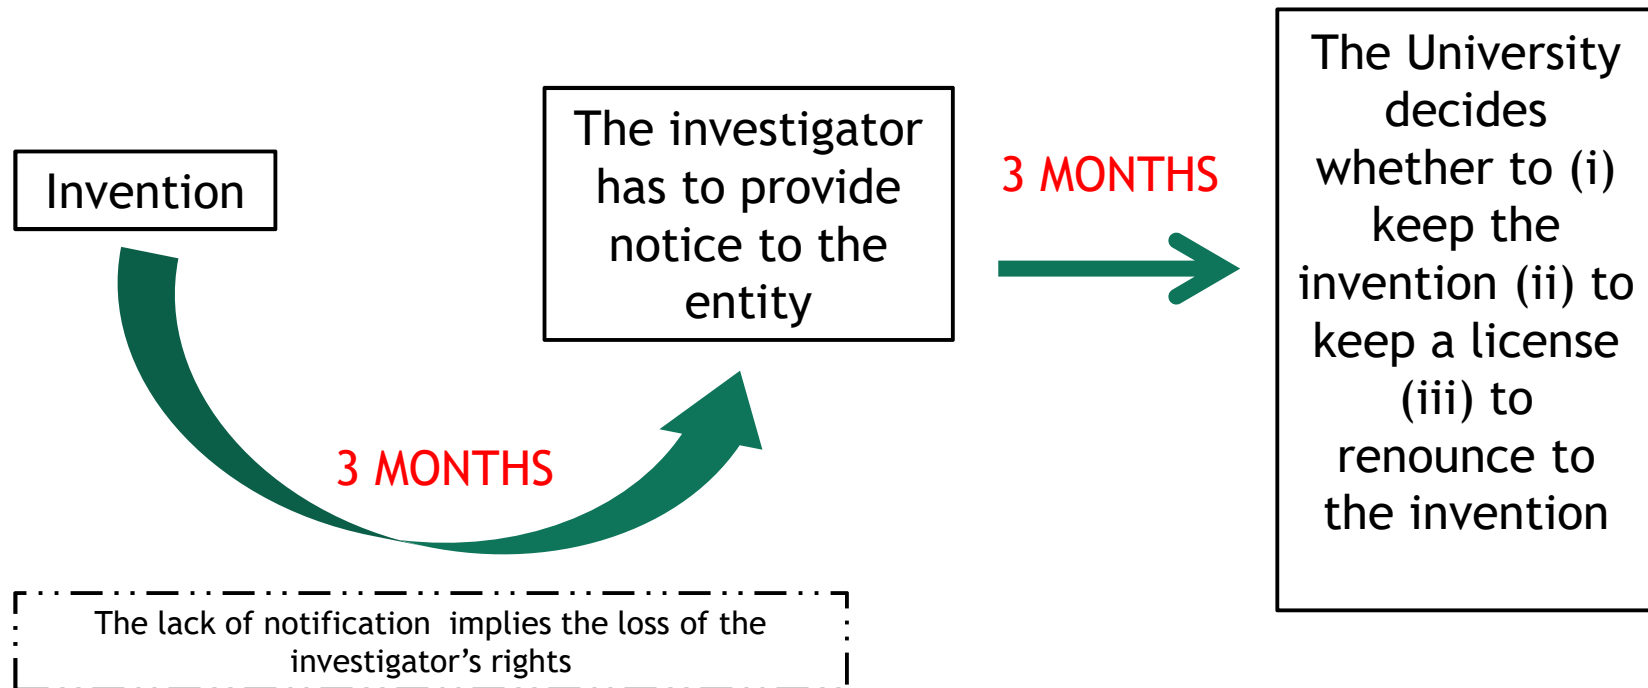 Invention
3 MONTHS
The investigator
has to provide
notice to the
entity
3 MONTHS
The University
decides
whether to (i)
keep the
invention (ii) to
keep a license
(iii) to
renounce to
the invention
The lack of notification  implies the loss of the
investigator’s rights